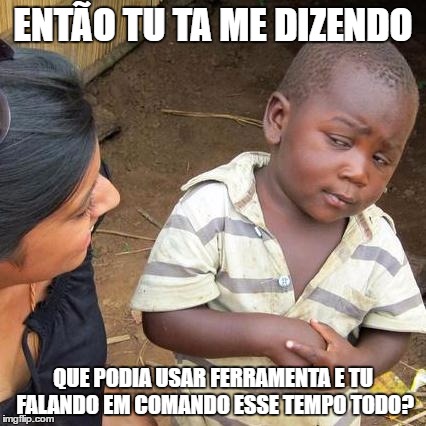 ENTÃO TU TA ME DIZENDO
QUE PODIA USAR FERRAMENTA E TU
FALANDO EM COMANDO ESSE TEMPO TODO?
imgflip.com